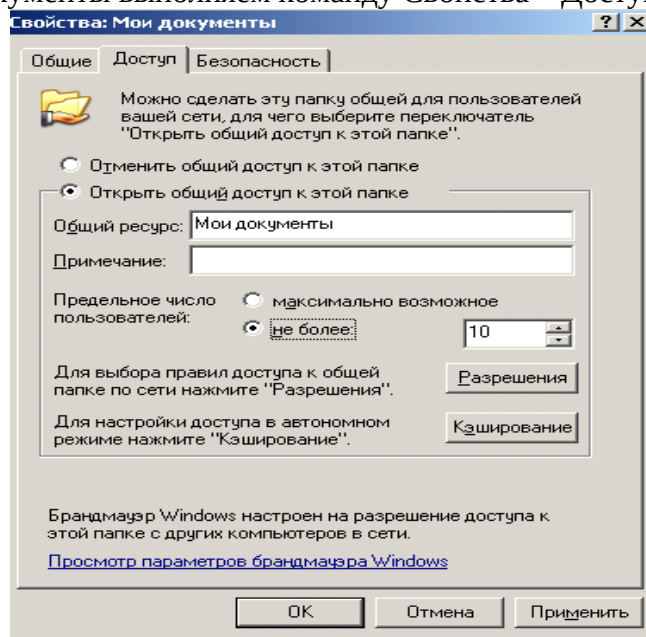 выполняем команду Свойства
Свойства: Мои документы
Общие Доступ Безопасность
Можно сделать эту папку общей для пользователей
вашей сети, для чего выберите переключатель
"Открыть общий доступ к этой папке".
Отменить общий доступ к этой папке
Открыть общий доступ к этой папке
Общий ресурс: Мои документы
Примечание:
Предельное число
пользователей:
максимально возможное
не более: 10
Для выбора правил доступа к общей
папке по сети нажмите "Разрешения".
Разрешения
Для настройки доступа в автономном
режиме нажмите "Кэширование".
Кэширование
Брандмауэр Windows настроен на разрешение доступа к
этой папке с других компьютеров в сети.
Просмотр параметров брандмауэра Windows
OK Отмена Применить